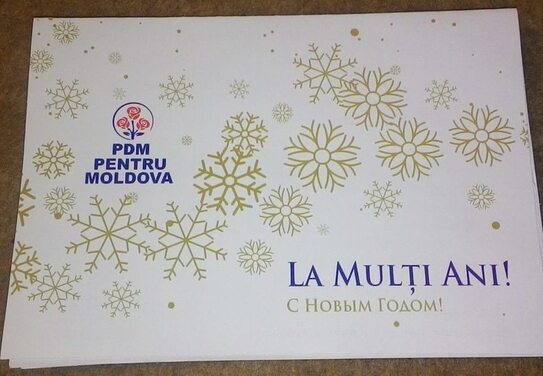 PDM
PENTRU
MOLDOVA
LA MULȚI ANI!
С НОВЫМ ГОДОМ!